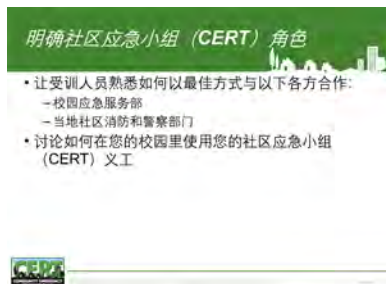 明确社区应急小组（CERT）角色
• 让受训人员熟悉如何以最佳方式与以下各方合作:
–校园应急服务部
–当地社区消防和警察部门
• 讨论如何在您的校园里使用您的社区应急小组
（CERT）义工
CERT